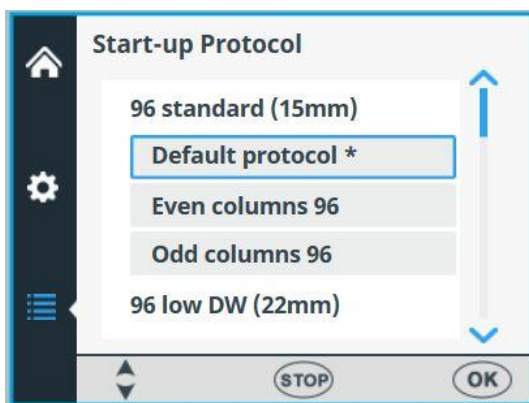 Start-up Protocol
96 standard (15mm)
Default protocol *
Even columns 96
Odd columns 96
96 low DW (22mm)
STOP
OK